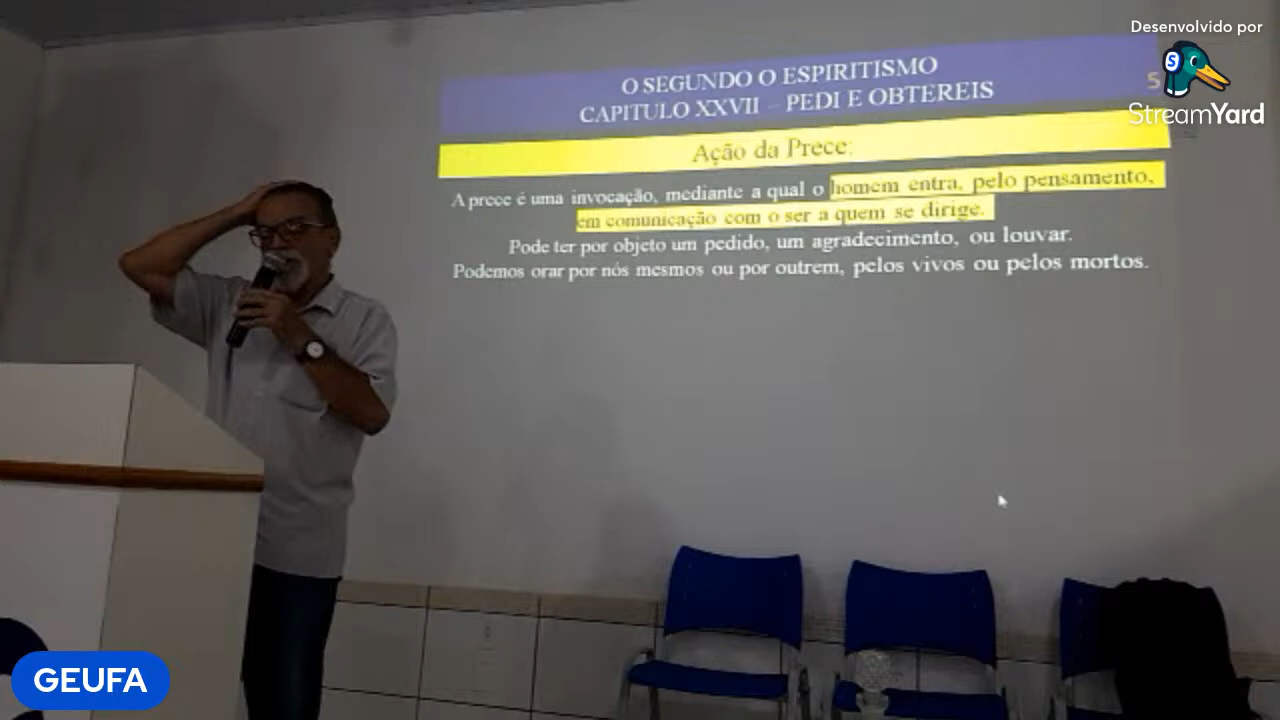 Desenvolvido por
StreamYard
O SEGUNDO O ESPIRITISMO
CAPITULO XXVII – PEDI E OBTEREIS
5
Ação da Prece:
A prece é uma invocação, mediante a qual o homem entra, pelo pensamento,
em comunicação com o ser a quem se dirige.
Pode ter por objeto um pedido, um agradecimento, ou louvar.
Podemos orar por nós mesmos ou por outrem, pelos vivos ou pelos mortos.
GEUFA